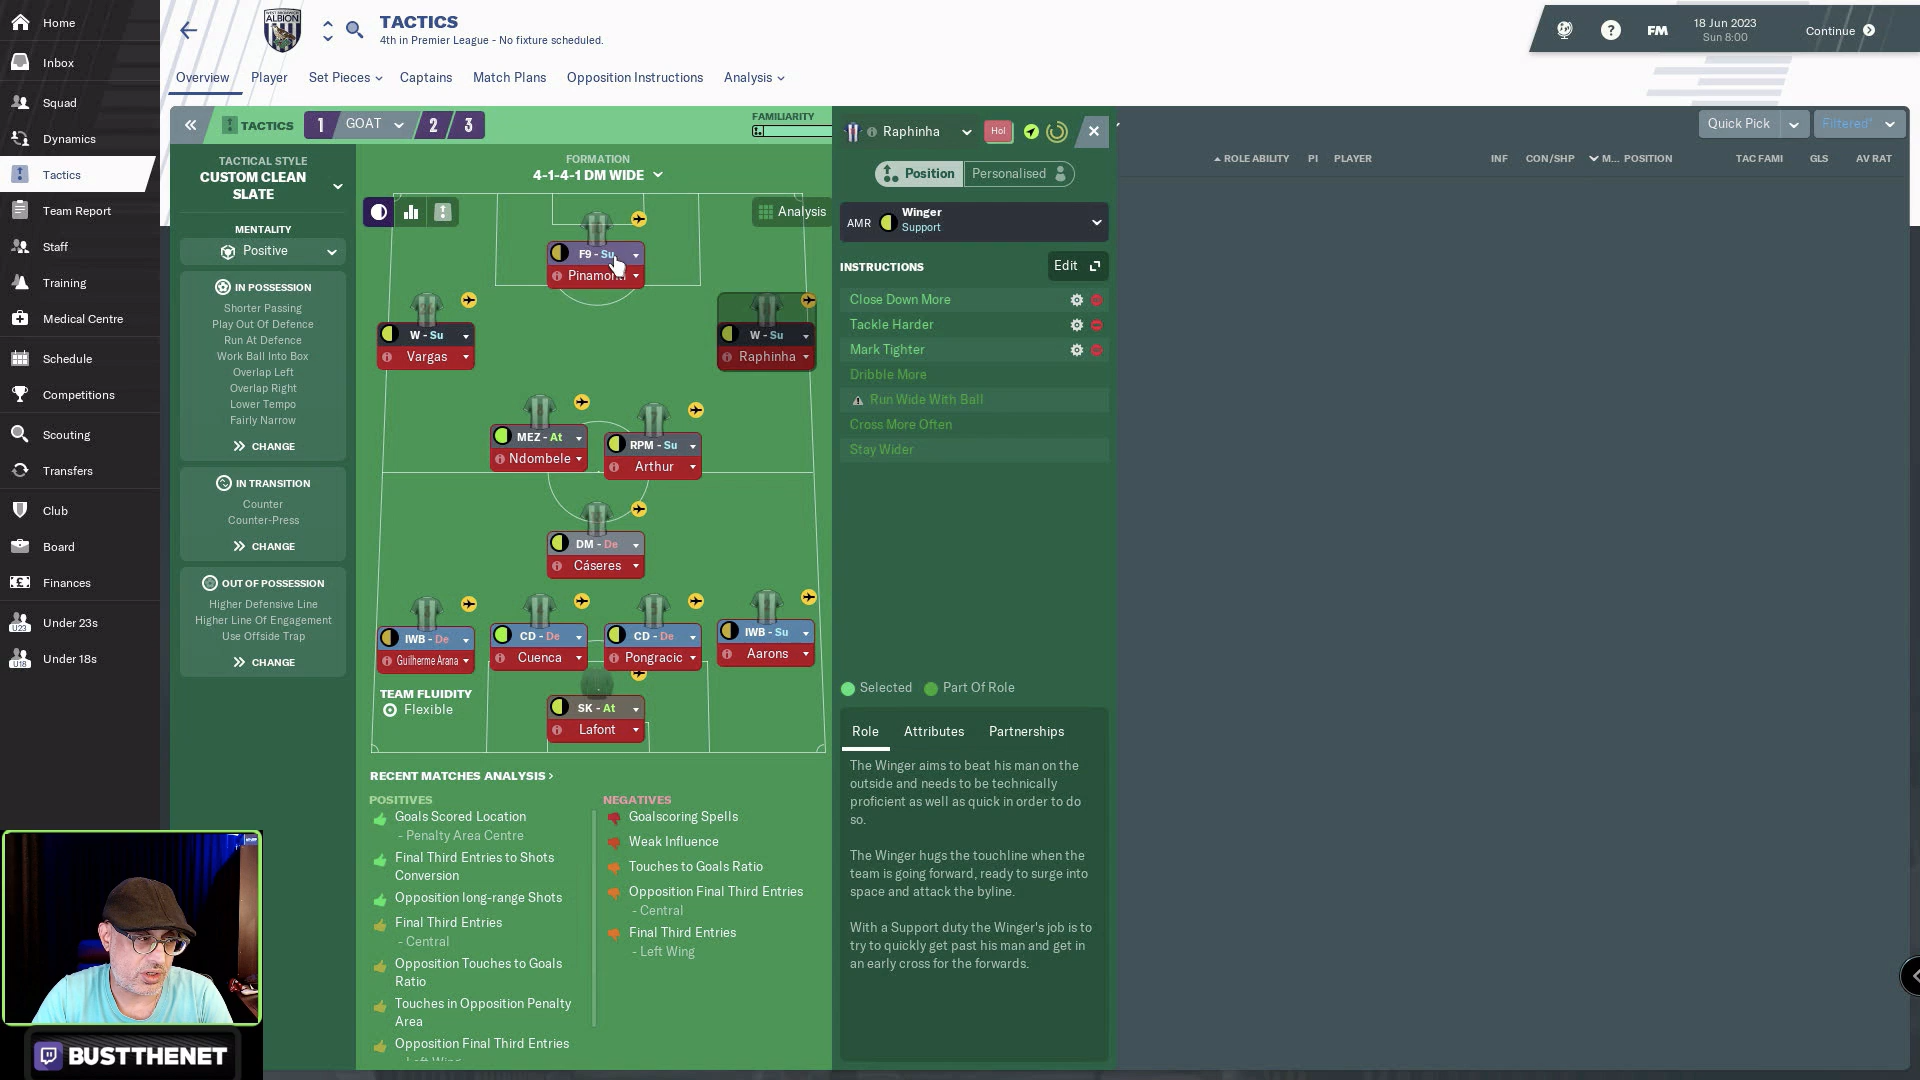 Home
Inbox
Squad
Dynamics
Tactics
Team Report
Staff
Training
Medical Centre
Schedule
Competitions
Scouting
Transfers
Club
Board
Finances
U23
Under 23s
U18
Under 18s
TACTICS
4th in Premier League - No fixture scheduled.
FM
18 Jun 2023
Sun 8:00
Continue
Overview
Player
Set Pieces
Captains
Match Plans
Opposition Instructions
Analysis
TACTICS
1
GOAT
2
3
FAMILIARITY
TACTICAL STYLE
CUSTOM CLEAN
SLATE
MENTALITY
Positive
IN POSSESSION
Shorter Passing
Play Out Of Defence
Run At Defence
Work Ball Into Box
Overlap Left
Overlap Right
Lower Tempo
Fairly Narrow
CHANGE
IN TRANSITION
Counter
Counter-Press
CHANGE
OUT OF POSSESSION
Higher Defensive Line
Higher Line Of Engagement
Use Offside Trap
CHANGE
FORMATION
4-1-4-1 DM WIDE
Analysis
F9 - Su
W - Su
Vargas
W - Su
Raphinha
MEZ - At
Ndombele
RPM - Su
Arthur
DM - De
Cáseres
IWB - De
Guilherme Arana
CD - De
Cuenca
CD - De
Pongracic
IWB - Su
Aarons
SK - At
Lafont
TEAM FLUIDITY
Flexible
RECENT MATCHES ANALYSIS >
POSITIVES
Goals Scored Location
- Penalty Area Centre
Final Third Entries to Shots
Conversion
Opposition long-range Shots
Final Third Entries
- Central
Opposition Touches to Goals
Ratio
Touches in Opposition Penalty
Area
Opposition Final Third Entries
- Left Wing
NEGATIVES
Goalscoring Spells
Weak Influence
Touches to Goals Ratio
Opposition Final Third Entries
- Central
Final Third Entries
- Left Wing
Raphinha
Hol
Position
Personalised
AMR
Winger
Support
INSTRUCTIONS
Edit
Close Down More
Tackle Harder
Mark Tighter
Dribble More
Run Wide With Ball
Cross More Often
Stay Wider
Selected
Part Of Role
Role
Attributes
Partnerships
The Winger aims to beat his man on the
outside and needs to be technically
proficient as well as quick in order to do
so.
The Winger hugs the touchline when the
team is going forward, ready to surge into
space and attack the byline.
With a Support duty the Winger's job is to
try to quickly get past his man and get in
an early cross for the forwards.
Quick Pick
Filtered*
ROLE ABILITY
PI
PLAYER
INF
CON/SHP
M...
POSITION
TAC FAMI
GLS
AV RAT
BUSTTHENET